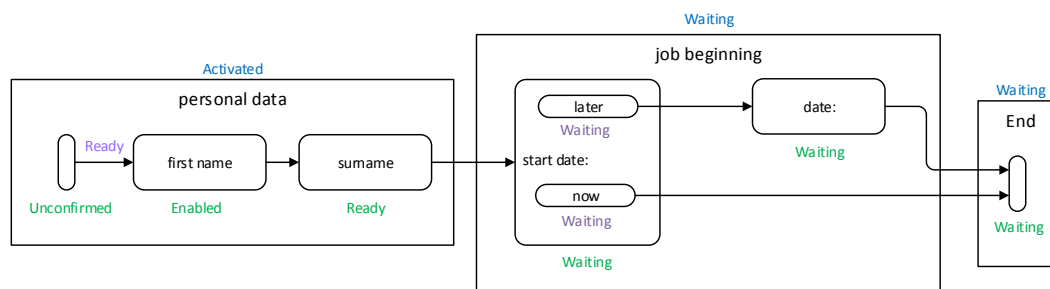 Waiting
job beginning
Activated
personal data
Waiting
End
later
Waiting
date:
Waiting
Ready
first name
surname
start date:
now
Waiting
Unconfirmed
Enabled
Ready
Waiting
Waiting